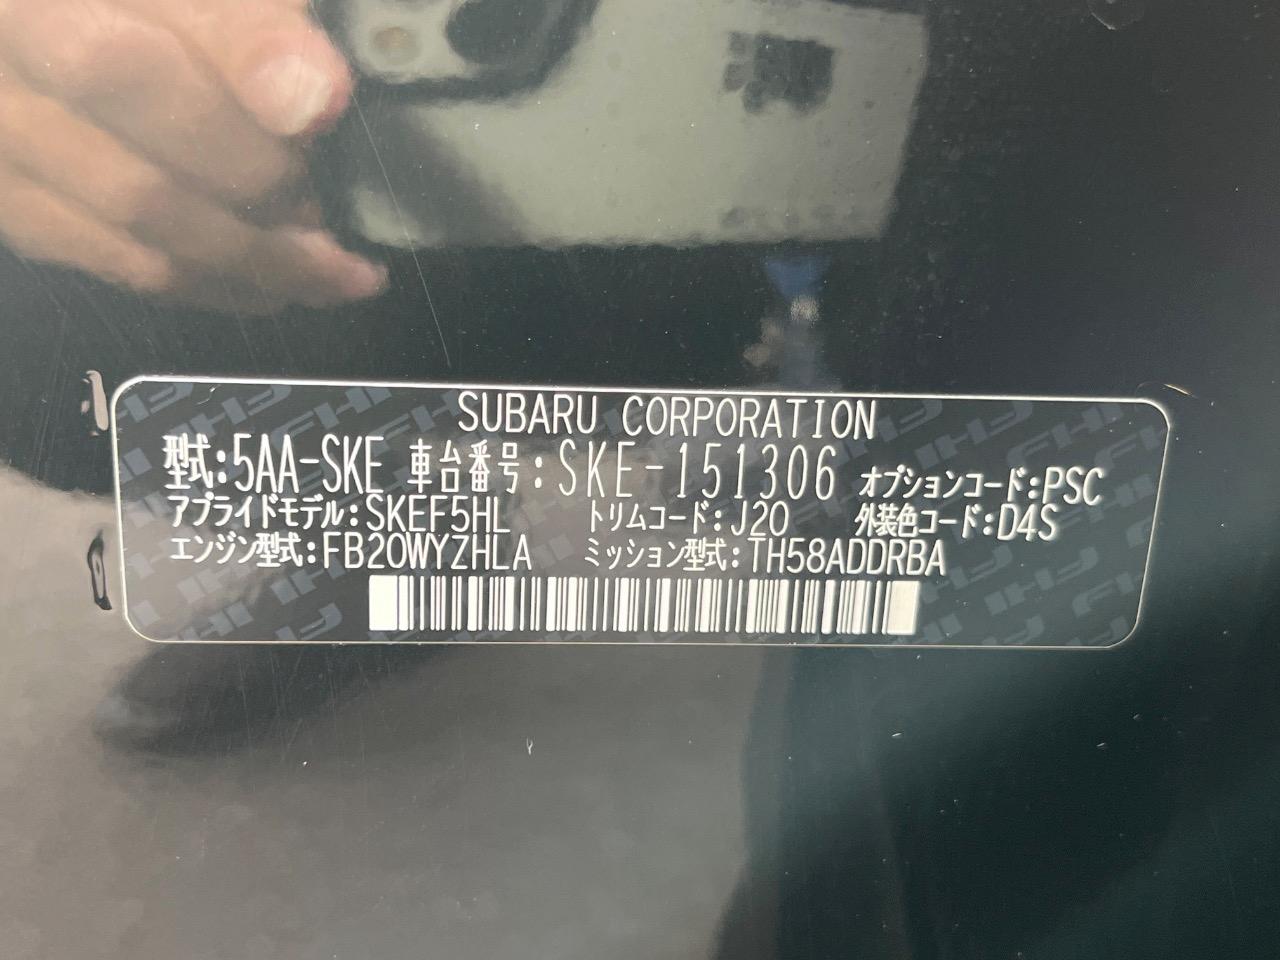 SUBARU CORPORATION
型式:5AA-SKE 車台番号:SKE-151306 オプションコード:PSC
アプライドモデル:SKEF5HL トリムコード:J20 外装色コード:D4S
エンジン型式:FB20WYZHLA ミッション型式:TH58ADDRBA